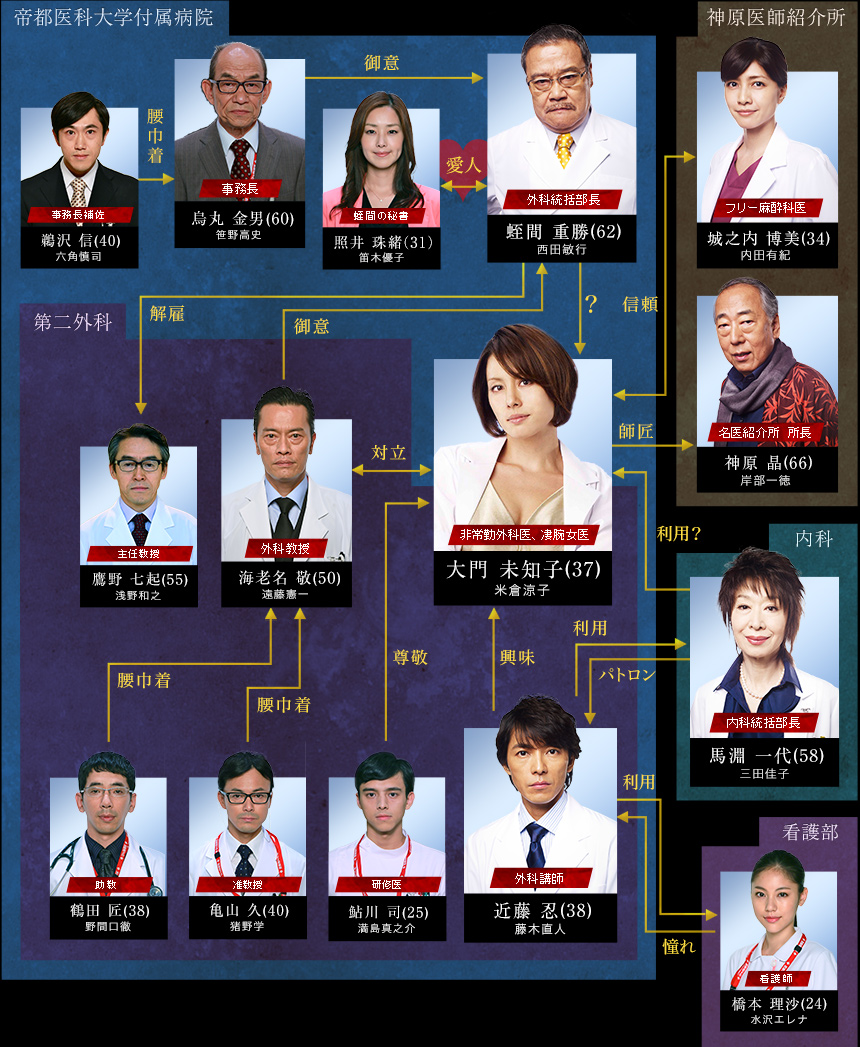 帝都医科大学付属病院
神原医師紹介所
御意
腰巾着
事務長補佐
鵜沢 信(40)
六角慎司
事務長
烏丸 金男(60)
笹野高史
蛭間の秘書
照井 珠緒(31)
笛木優子
愛人
外科統括部長
蛭間 重勝(62)
西田敏行
フリー麻酔科医
城之内 博美(34)
内田有紀
第二外科
解雇
御意
?
信頼
主任教授
鷹野 七起(55)
浅野和之
外科教授
海老名 敬(50)
遠藤憲一
対立
非常勤外科医、凄腕女医
大門 未知子(37)
米倉涼子
師匠
名医紹介所 所長
神原 晶(66)
岸部一徳
利用?
内科
腰巾着
腰巾着
尊敬
興味
利用
パトロン
内科統括部長
馬淵 一代(58)
三田佳子
助教
鶴田 匠(38)
野間口徹
准教授
亀山 久(40)
猪野学
研修医
鮎川 司(25)
満島真之介
外科講師
近藤 忍(38)
藤木直人
利用
憧れ
看護部
看護師
橋本 理沙(24)
水沢エレナ